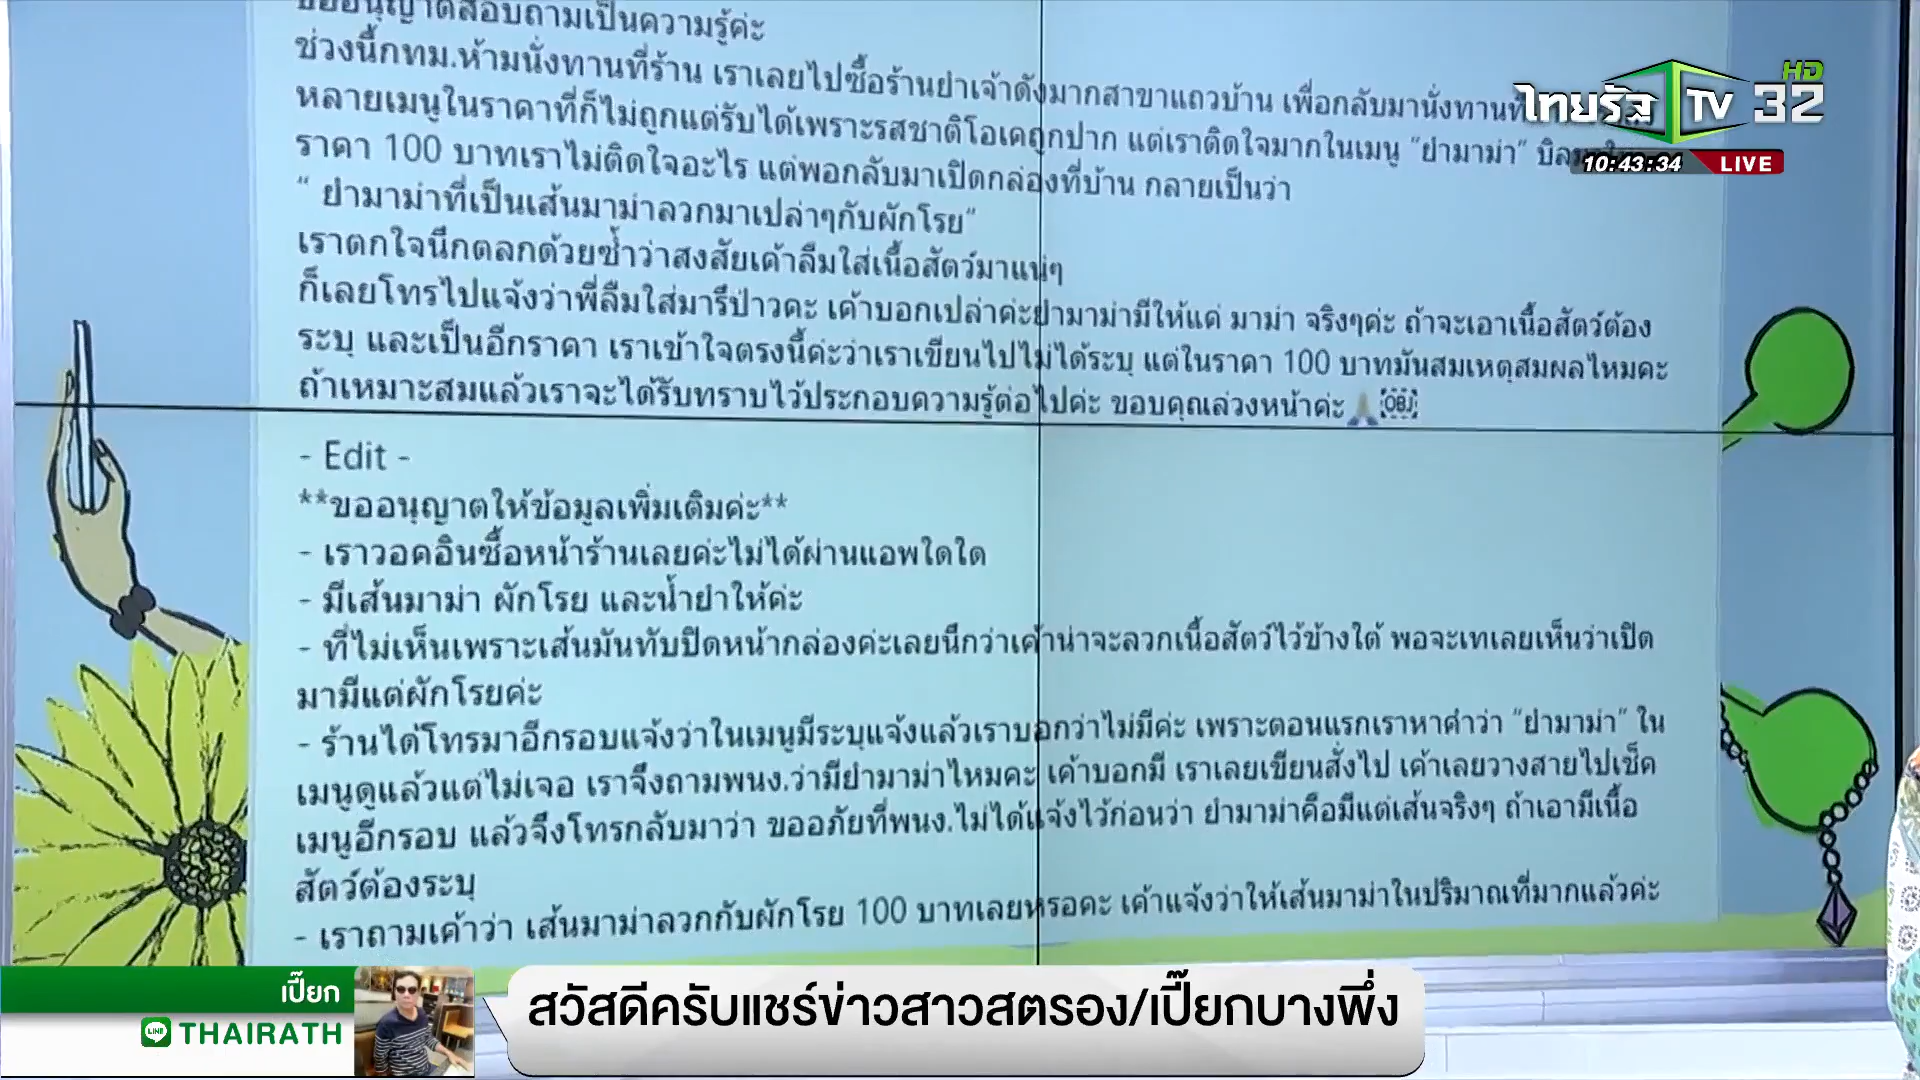 ขออนุญาตสอบถามเป็นความรู้ค่ะ
ช่วงนี้กทม.ห้ามนั่งทานที่ร้าน เราเลยไปซื้อร้านยำเจ้าดังมากสาขาแถวบ้าน เพื่อกลับมานั่งทานที่
หลายเมนูในราคาที่ก็ไม่ถูกแต่รับได้เพราะรสชาติโอเคถูกปาก แต่เราติดใจมากในเมนู “ยำมาม่า” บิล
ราคา 100 บาทเราไม่ติดใจอะไร แต่พอกลับมาเปิดกล่องที่บ้าน กลายเป็นว่า
“ ยำมาม่าที่เป็นเส้นมาม่าลวกมาเปล่าๆกับผักโรย“
เราตกใจนึกตลกด้วยซ้ำว่าสงสัยเค้าลืมใส่เนื้อสัตว์มาแน่ๆ
ก็เลยโทรไปแจ้งว่าพี่ลืมใส่มารึป่าวคะ เค้าบอกเปล่าค่ะยำมาม่ามีให้แค่ มาม่า จริงๆค่ะ ถ้าจะเอาเนื้อสัตว์ต้อง
ระบุ และเป็นอีกราคา เราเข้าใจตรงนี้ค่ะว่าเราเขียนไปไม่ได้ระบุ แต่ในราคา 100 บาทมันสมเหตุสมผลไหมคะ
ถ้าเหมาะสมแล้วเราจะได้รับทราบไว้ประกอบความรู้ต่อไปค่ะ ขอบคุณล่วงหน้าค่ะ🙏 OBJ
- Edit -
**ขออนุญาตให้ข้อมูลเพิ่มเติมค่ะ**
- เราวอคอินซื้อหน้าร้านเลยค่ะไม่ได้ผ่านแอพใดใด
- มีเส้นมาม่า ผักโรย และน้ำยำให้ค่ะ
- ที่ไม่เห็นเพราะเส้นมันทับปิดหน้ากล่องค่ะเลยนึกว่าเค้าน่าจะลวกเนื้อสัตว์ไว้ข้างใต้ พอจะเทเลยเห็นว่าเปิด
มามีแต่ผักโรยค่ะ
- ร้านได้โทรมาอีกรอบแจ้งว่าในเมนูมีระบุแจ้งแล้วเราบอกว่าไม่มีค่ะ เพราะตอนแรกเราหาคำว่า “ยำมาม่า” ใน
เมนูดูแล้วแต่ไม่เจอ เราจึงถามพนง.ว่ามียำมาม่าไหมคะ เค้าบอกมี เราเลยเขียนสั่งไป เค้าเลยวางสายไปเช็ค
เมนูอีกรอบ แล้วจึงโทรกลับมาว่า ขออภัยที่พนง.ไม่ได้แจ้งไว้ก่อนว่า ยำมาม่าคือมีแต่เส้นจริงๆ ถ้าเอามีเนื้อ
สัตว์ต้องระบุ
- เราถามเค้าว่า เส้นมาม่าลวกกับผักโรย 100 บาทเลยหรอคะ เค้าแจ้งว่าให้เส้นมาม่าในปริมาณที่มากแล้วค่ะ
ไทยรัฐ TV 32 HD
10:43:34 LIVE
เปี๊ยก
LINE THAIRATH
สวัสดีครับแชร์ข่าวสาวสตรอง/เปี๊ยกบางพึ่ง